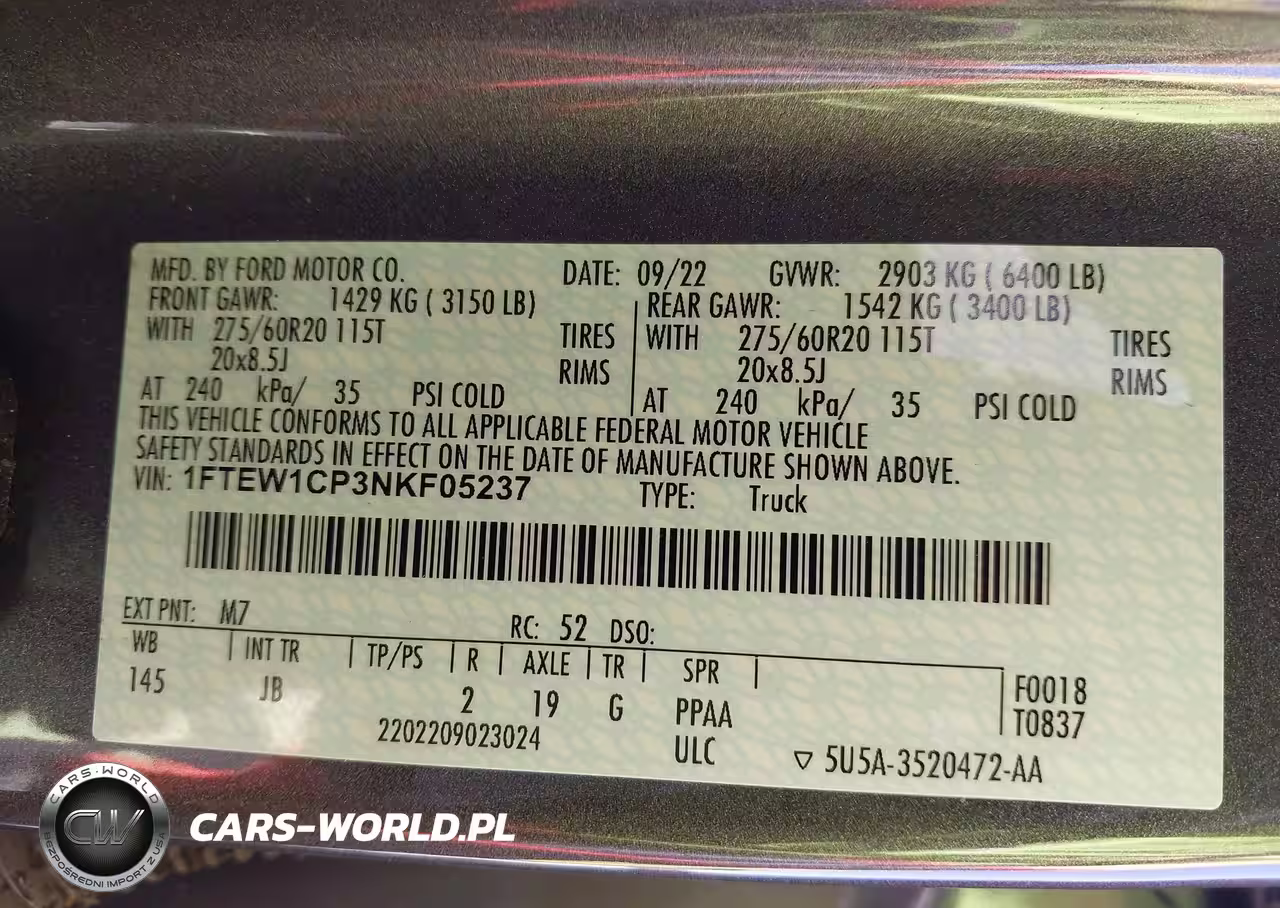 MFD. BY FORD MOTOR CO. DATE: 09/22 GVWR: 2903 KG ( 6400 LB)
FRONT GAWR: 1429 KG ( 3150 LB) REAR GAWR: 1542 KG ( 3400 LB)
WITH 275/60R20 115T TIRES WITH 275/60R20 115T TIRES
20x8.5J RIMS 20x8.5J RIMS
AT 240 kPa/ 35 PSI COLD AT 240 kPa/ 35 PSI COLD
THIS VEHICLE CONFORMS TO ALL APPLICABLE FEDERAL MOTOR VEHICLE
SAFETY STANDARDS IN EFFECT ON THE DATE OF MANUFACTURE SHOWN ABOVE.
VIN: 1FTEW1CP3NKF05237 TYPE: Truck
EXT PNT: M7 RC: 52 DSO:
WB INT TR TP/PS R AXLE TR SPR
145 JB 2 19 G PPAA F0018
T0837
2202209023024 ULC ▽ 5U5A-3520472-AA
CARS-WORLD
CW
BEZPOŚREDNI IMPORT Z USA
CARS-WORLD.PL